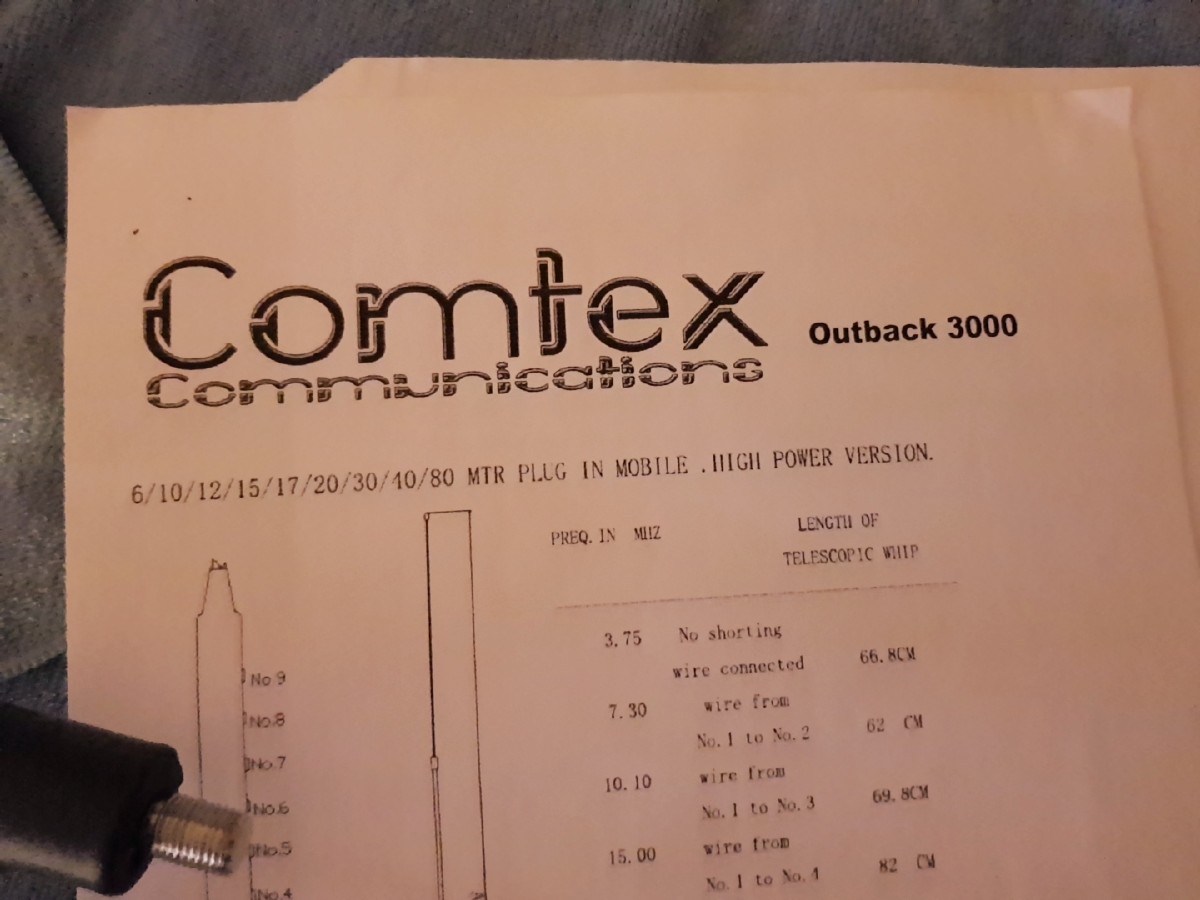 Comtex
Communications
Outback 3000
6/10/12/15/17/20/30/40/80 MTR PLUG IN MOBILE .HIGH POWER VERSION.
PREQ. IN MHZ
LENGTH OF
TELESCOPIC WHIP
3.75 No shorting
wire connected 66.8CM
7.30 wire from
No.1 to No.2 62 CM
10.10 wire from
No.1 to No.3 69.8CM
15.00 wire from
No.1 to No.4 82 CM
No 9
No.8
No.7
No.6
No.5
No.4